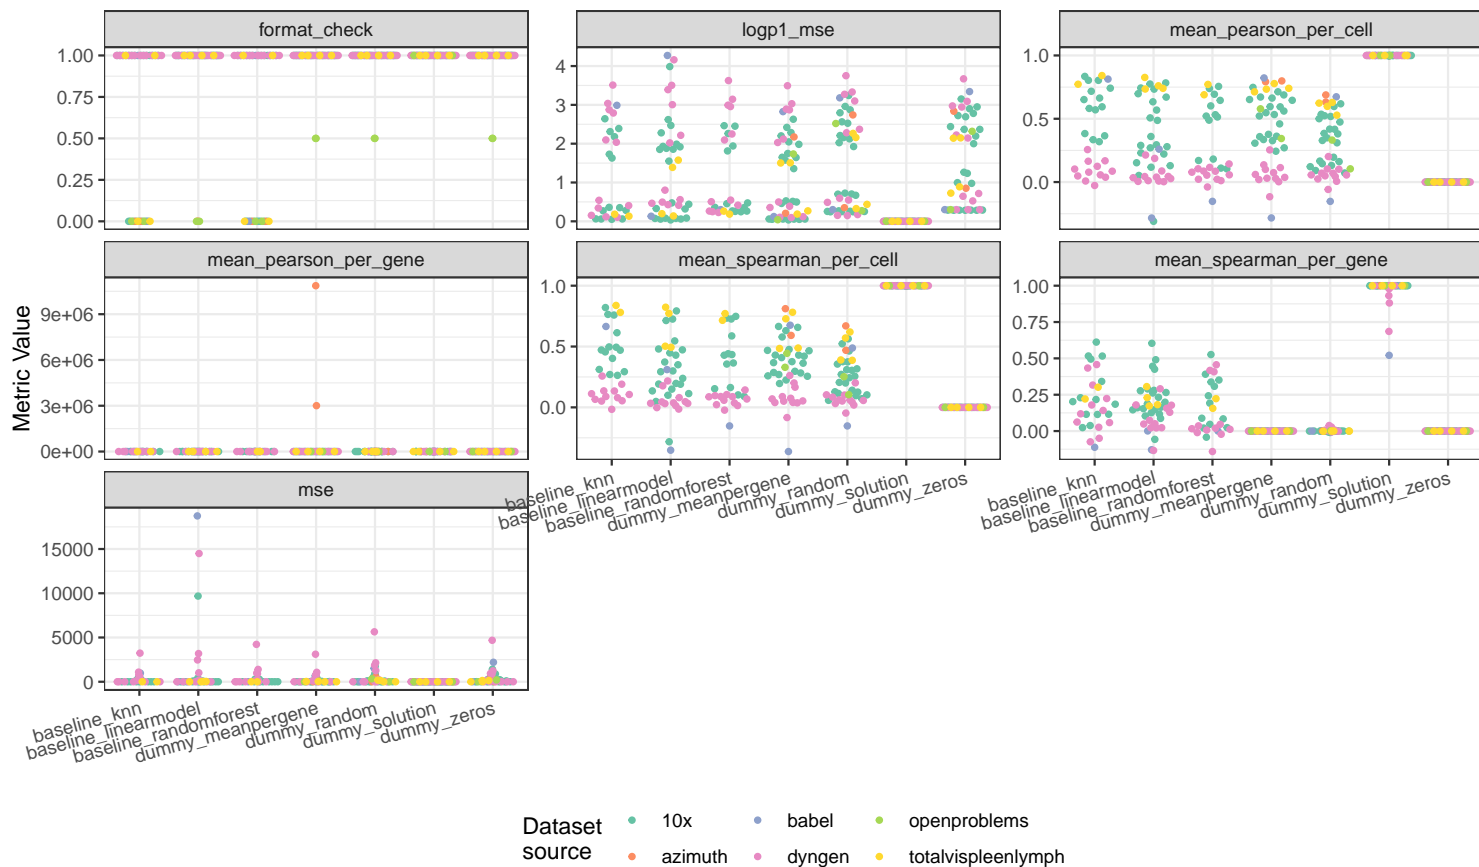 format_check
logp1_mse
mean_pearson_per_cell
1.00
0.75
0.50
0.25
0.00
4
3
2
1
0
1.0
0.5
0.0
mean_pearson_per_gene
mean_spearman_per_cell
mean_spearman_per_gene
9e+06
6e+06
3e+06
0e+00
1.0
0.5
0.0
1.00
0.75
0.50
0.25
0.00
Metric Value
mse
15000
10000
5000
0
baseline_knn
baseline_linearmodel
baseline_randomforest
dummy_meanpergene
dummy_random
dummy_solution
dummy_zeros
baseline_knn
baseline_linearmodel
baseline_randomforest
dummy_meanpergene
dummy_random
dummy_solution
dummy_zeros
baseline_knn
baseline_linearmodel
baseline_randomforest
dummy_meanpergene
dummy_random
dummy_solution
dummy_zeros
Dataset
source
10x
babel
openproblems
azimuth
dyngen
totalvispleenlymph